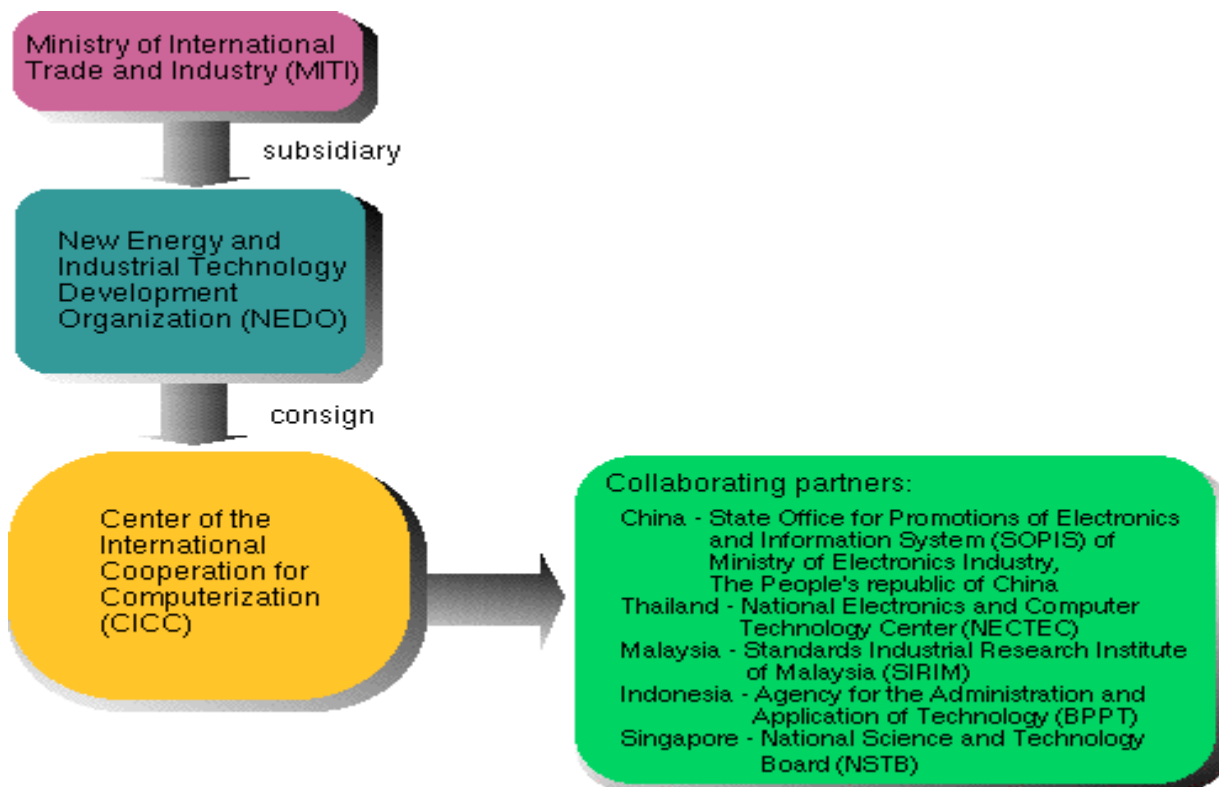 Ministry of International
Trade and Industry (MITI)
subsidiary
New Energy and
Industrial Technology
Development
Organization (NEDO)
consign
Center of the
International
Cooperation for
Computerization
(CICC)
Collaborating partners:
China - State Office for Promotions of Electronics
and Information System (SOPIS) of
Ministry of Electronics Industry,
The People's republic of China
Thailand - National Electronics and Computer
Technology Center (NECTEC)
Malaysia - Standards Industrial Research Institute
of Malaysia (SIRIM)
Indonesia - Agency for the Administration and
Application of Technology (BPPT)
Singapore - National Science and Technology
Board (NSTB)